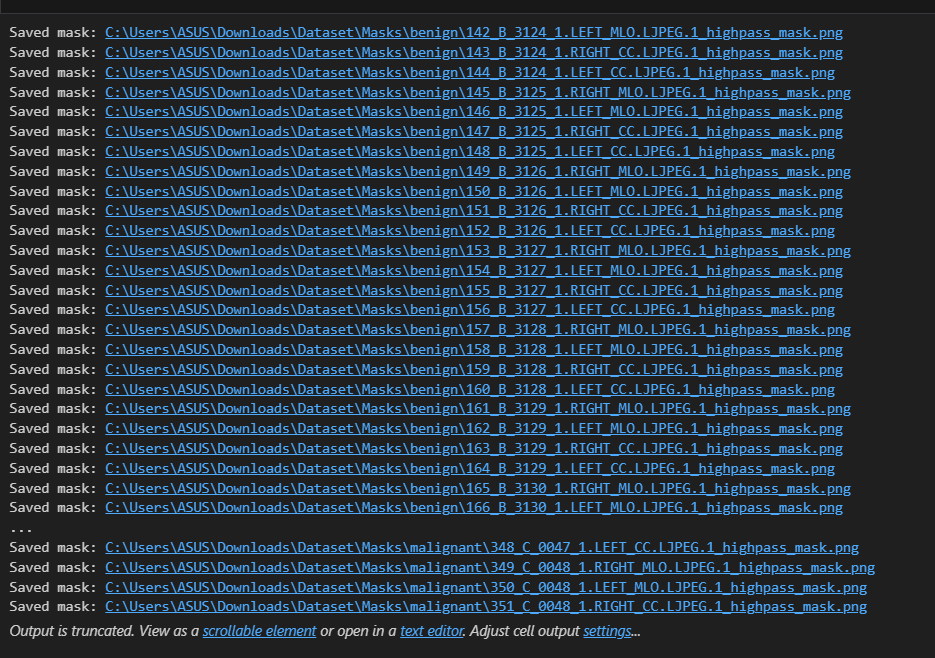 Saved mask: C:\Users\ASUS\Downloads\Dataset\Masks\benign\142_B_3124_1.LEFT_MLO.LJPEG.1_highpass_mask.png
Saved mask: C:\Users\ASUS\Downloads\Dataset\Masks\benign\143_B_3124_1.RIGHT_CC.LJPEG.1_highpass_mask.png
Saved mask: C:\Users\ASUS\Downloads\Dataset\Masks\benign\144_B_3124_1.LEFT_CC.LJPEG.1_highpass_mask.png
Saved mask: C:\Users\ASUS\Downloads\Dataset\Masks\benign\145_B_3125_1.RIGHT_MLO.LJPEG.1_highpass_mask.png
Saved mask: C:\Users\ASUS\Downloads\Dataset\Masks\benign\146_B_3125_1.LEFT_MLO.LJPEG.1_highpass_mask.png
Saved mask: C:\Users\ASUS\Downloads\Dataset\Masks\benign\147_B_3125_1.RIGHT_CC.LJPEG.1_highpass_mask.png
Saved mask: C:\Users\ASUS\Downloads\Dataset\Masks\benign\148_B_3125_1.LEFT_CC.LJPEG.1_highpass_mask.png
Saved mask: C:\Users\ASUS\Downloads\Dataset\Masks\benign\149_B_3126_1.RIGHT_MLO.LJPEG.1_highpass_mask.png
Saved mask: C:\Users\ASUS\Downloads\Dataset\Masks\benign\150_B_3126_1.LEFT_MLO.LJPEG.1_highpass_mask.png
Saved mask: C:\Users\ASUS\Downloads\Dataset\Masks\benign\151_B_3126_1.RIGHT_CC.LJPEG.1_highpass_mask.png
Saved mask: C:\Users\ASUS\Downloads\Dataset\Masks\benign\152_B_3126_1.LEFT_CC.LJPEG.1_highpass_mask.png
Saved mask: C:\Users\ASUS\Downloads\Dataset\Masks\benign\153_B_3127_1.RIGHT_MLO.LJPEG.1_highpass_mask.png
Saved mask: C:\Users\ASUS\Downloads\Dataset\Masks\benign\154_B_3127_1.LEFT_MLO.LJPEG.1_highpass_mask.png
Saved mask: C:\Users\ASUS\Downloads\Dataset\Masks\benign\155_B_3127_1.RIGHT_CC.LJPEG.1_highpass_mask.png
Saved mask: C:\Users\ASUS\Downloads\Dataset\Masks\benign\156_B_3127_1.LEFT_CC.LJPEG.1_highpass_mask.png
Saved mask: C:\Users\ASUS\Downloads\Dataset\Masks\benign\157_B_3128_1.RIGHT_MLO.LJPEG.1_highpass_mask.png
Saved mask: C:\Users\ASUS\Downloads\Dataset\Masks\benign\158_B_3128_1.LEFT_MLO.LJPEG.1_highpass_mask.png
Saved mask: C:\Users\ASUS\Downloads\Dataset\Masks\benign\159_B_3128_1.RIGHT_CC.LJPEG.1_highpass_mask.png
Saved mask: C:\Users\ASUS\Downloads\Dataset\Masks\benign\160_B_3128_1.LEFT_CC.LJPEG.1_highpass_mask.png
Saved mask: C:\Users\ASUS\Downloads\Dataset\Masks\benign\161_B_3129_1.RIGHT_MLO.LJPEG.1_highpass_mask.png
Saved mask: C:\Users\ASUS\Downloads\Dataset\Masks\benign\162_B_3129_1.LEFT_MLO.LJPEG.1_highpass_mask.png
Saved mask: C:\Users\ASUS\Downloads\Dataset\Masks\benign\163_B_3129_1.RIGHT_CC.LJPEG.1_highpass_mask.png
Saved mask: C:\Users\ASUS\Downloads\Dataset\Masks\benign\164_B_3129_1.LEFT_CC.LJPEG.1_highpass_mask.png
Saved mask: C:\Users\ASUS\Downloads\Dataset\Masks\benign\165_B_3130_1.RIGHT_MLO.LJPEG.1_highpass_mask.png
Saved mask: C:\Users\ASUS\Downloads\Dataset\Masks\benign\166_B_3130_1.LEFT_MLO.LJPEG.1_highpass_mask.png
...
Saved mask: C:\Users\ASUS\Downloads\Dataset\Masks\malignant\348_C_0047_1.LEFT_CC.LJPEG.1_highpass_mask.png
Saved mask: C:\Users\ASUS\Downloads\Dataset\Masks\malignant\349_C_0048_1.RIGHT_MLO.LJPEG.1_highpass_mask.png
Saved mask: C:\Users\ASUS\Downloads\Dataset\Masks\malignant\350_C_0048_1.LEFT_MLO.LJPEG.1_highpass_mask.png
Saved mask: C:\Users\ASUS\Downloads\Dataset\Masks\malignant\351_C_0048_1.RIGHT_CC.LJPEG.1_highpass_mask.png
Output is truncated. View as a scrollable element or open in a text editor. Adjust cell output settings...